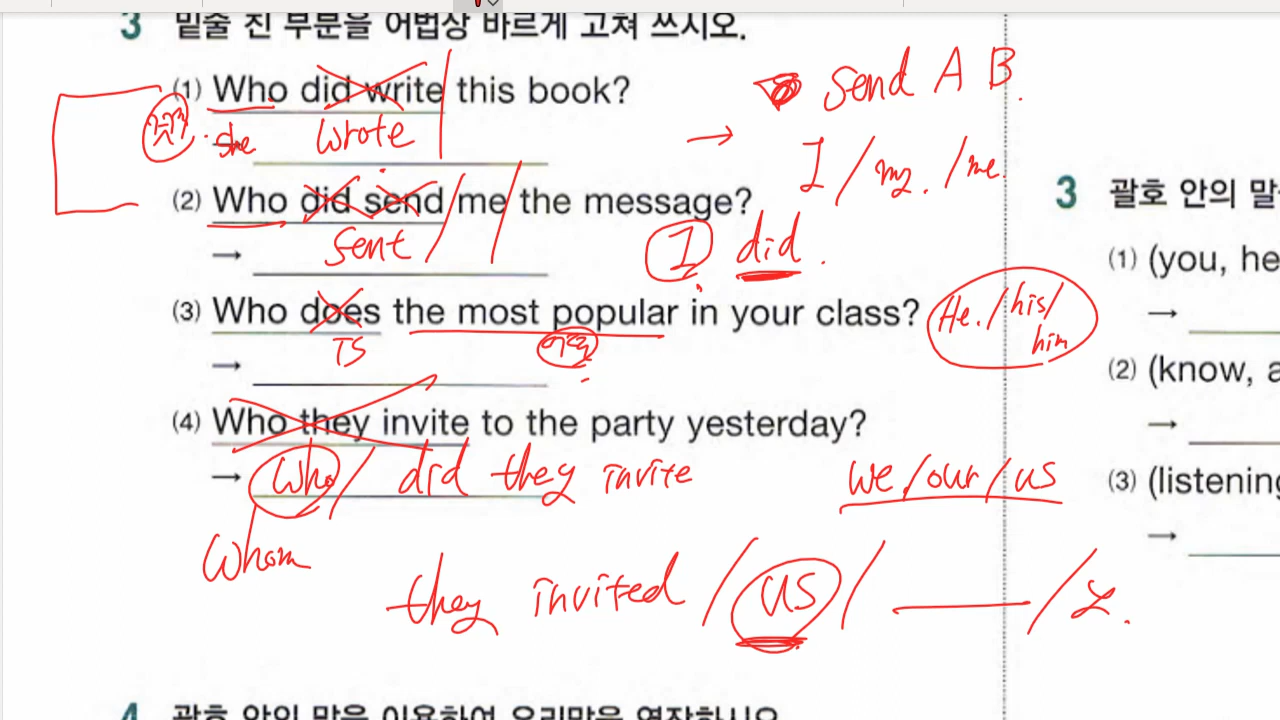 3 밑줄 친 부분을 어법상 바르게 고쳐 쓰시오.
(1) Who did write this book?
she wrote
→
(2) Who did send me the message?
→ sent
(3) Who does the most popular in your class?
→ is
(4) Who they invite to the party yesterday?
→ Who / did they invite
Whom
they invited / us / / y.
send A B.
I / my / me
I did.
He / his / him
we / our / us
3 괄호 안의 말
(1) (you, he
→
(2) (know, a
→
(3) (listening
→
4 괄호 안의 말을 이용하여 우리말을 영작하시오